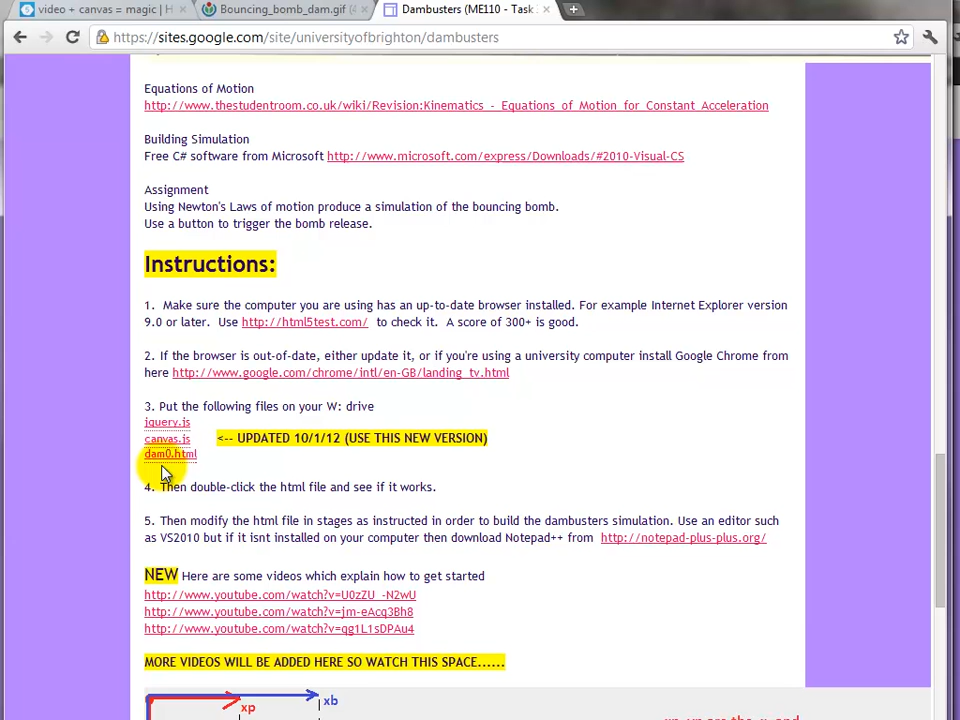 video + canvas = magic | H
Bouncing_bomb_dam.gif (4
Dambusters (ME110 - Task
https://sites.google.com/site/universityofbrighton/dambusters
Equations of Motion
http://www.thestudentroom.co.uk/wiki/Revision:Kinematics_-_Equations_of_Motion_for_Constant_Acceleration
Building Simulation
Free C# software from Microsoft http://www.microsoft.com/express/Downloads/#2010-Visual-CS
Assignment
Using Newton's Laws of motion produce a simulation of the bouncing bomb.
Use a button to trigger the bomb release.
Instructions:
1. Make sure the computer you are using has an up-to-date browser installed. For example Internet Explorer version
9.0 or later. Use http://html5test.com/ to check it. A score of 300+ is good.
2. If the browser is out-of-date, either update it, or if you're using a university computer install Google Chrome from
here http://www.google.com/chrome/intl/en-GB/landing_tv.html
3. Put the following files on your W: drive
jquery.js
canvas.js <-- UPDATED 10/1/12 (USE THIS NEW VERSION)
dam0.html
4. Then double-click the html file and see if it works.
5. Then modify the html file in stages as instructed in order to build the dambusters simulation. Use an editor such
as VS2010 but if it isnt installed on your computer then download Notepad++ from http://notepad-plus-plus.org/
NEW Here are some videos which explain how to get started
http://www.youtube.com/watch?v=U0zZU_-N2wU
http://www.youtube.com/watch?v=jm-eAcq3Bh8
http://www.youtube.com/watch?v=qg1L1sDPAu4
MORE VIDEOS WILL BE ADDED HERE SO WATCH THIS SPACE......
xp
xb